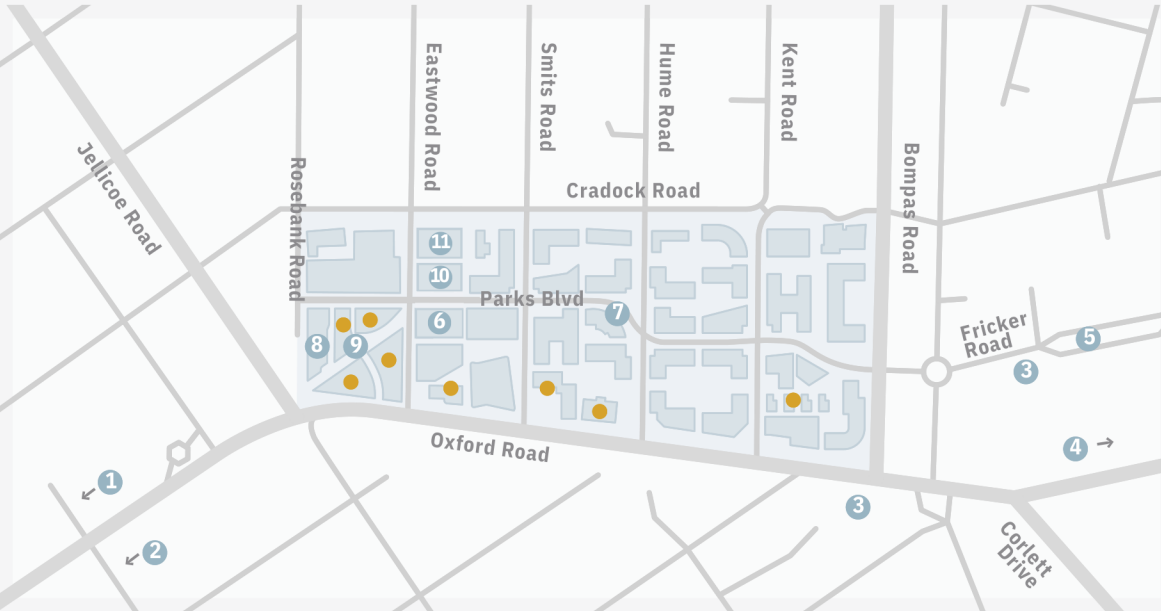 Jellicoe Road
Rosebank Road
Eastwood Road
Smits Road
Hume Road
Kent Road
Bompas Road
Cradock Road
11
10
Parks Blvd
6
7
8
9
Fricker
Road
5
3
4
Oxford Road
1
2
3
Corlett
Drive